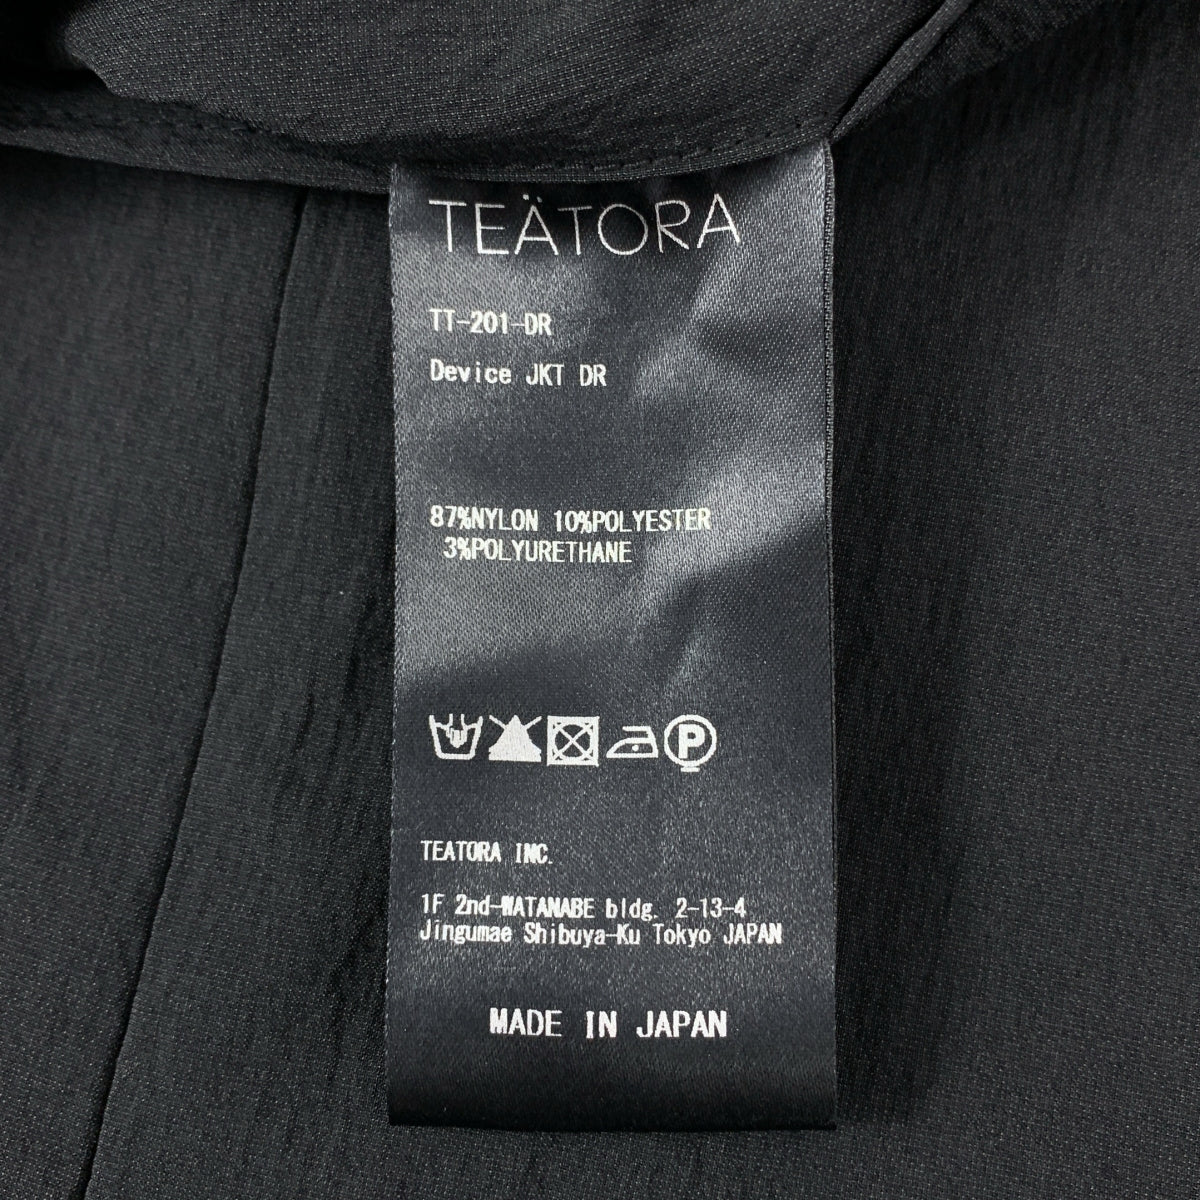 TEÄTORA
TT-201-DR
Device JKT DR
87%NYLON 10%POLYESTER
3%POLYURETHANE
P
TEATORA INC.
1F 2nd-WATANABE bldg. 2-13-4
Jingumae Shibuya-Ku Tokyo JAPAN
MADE IN JAPAN